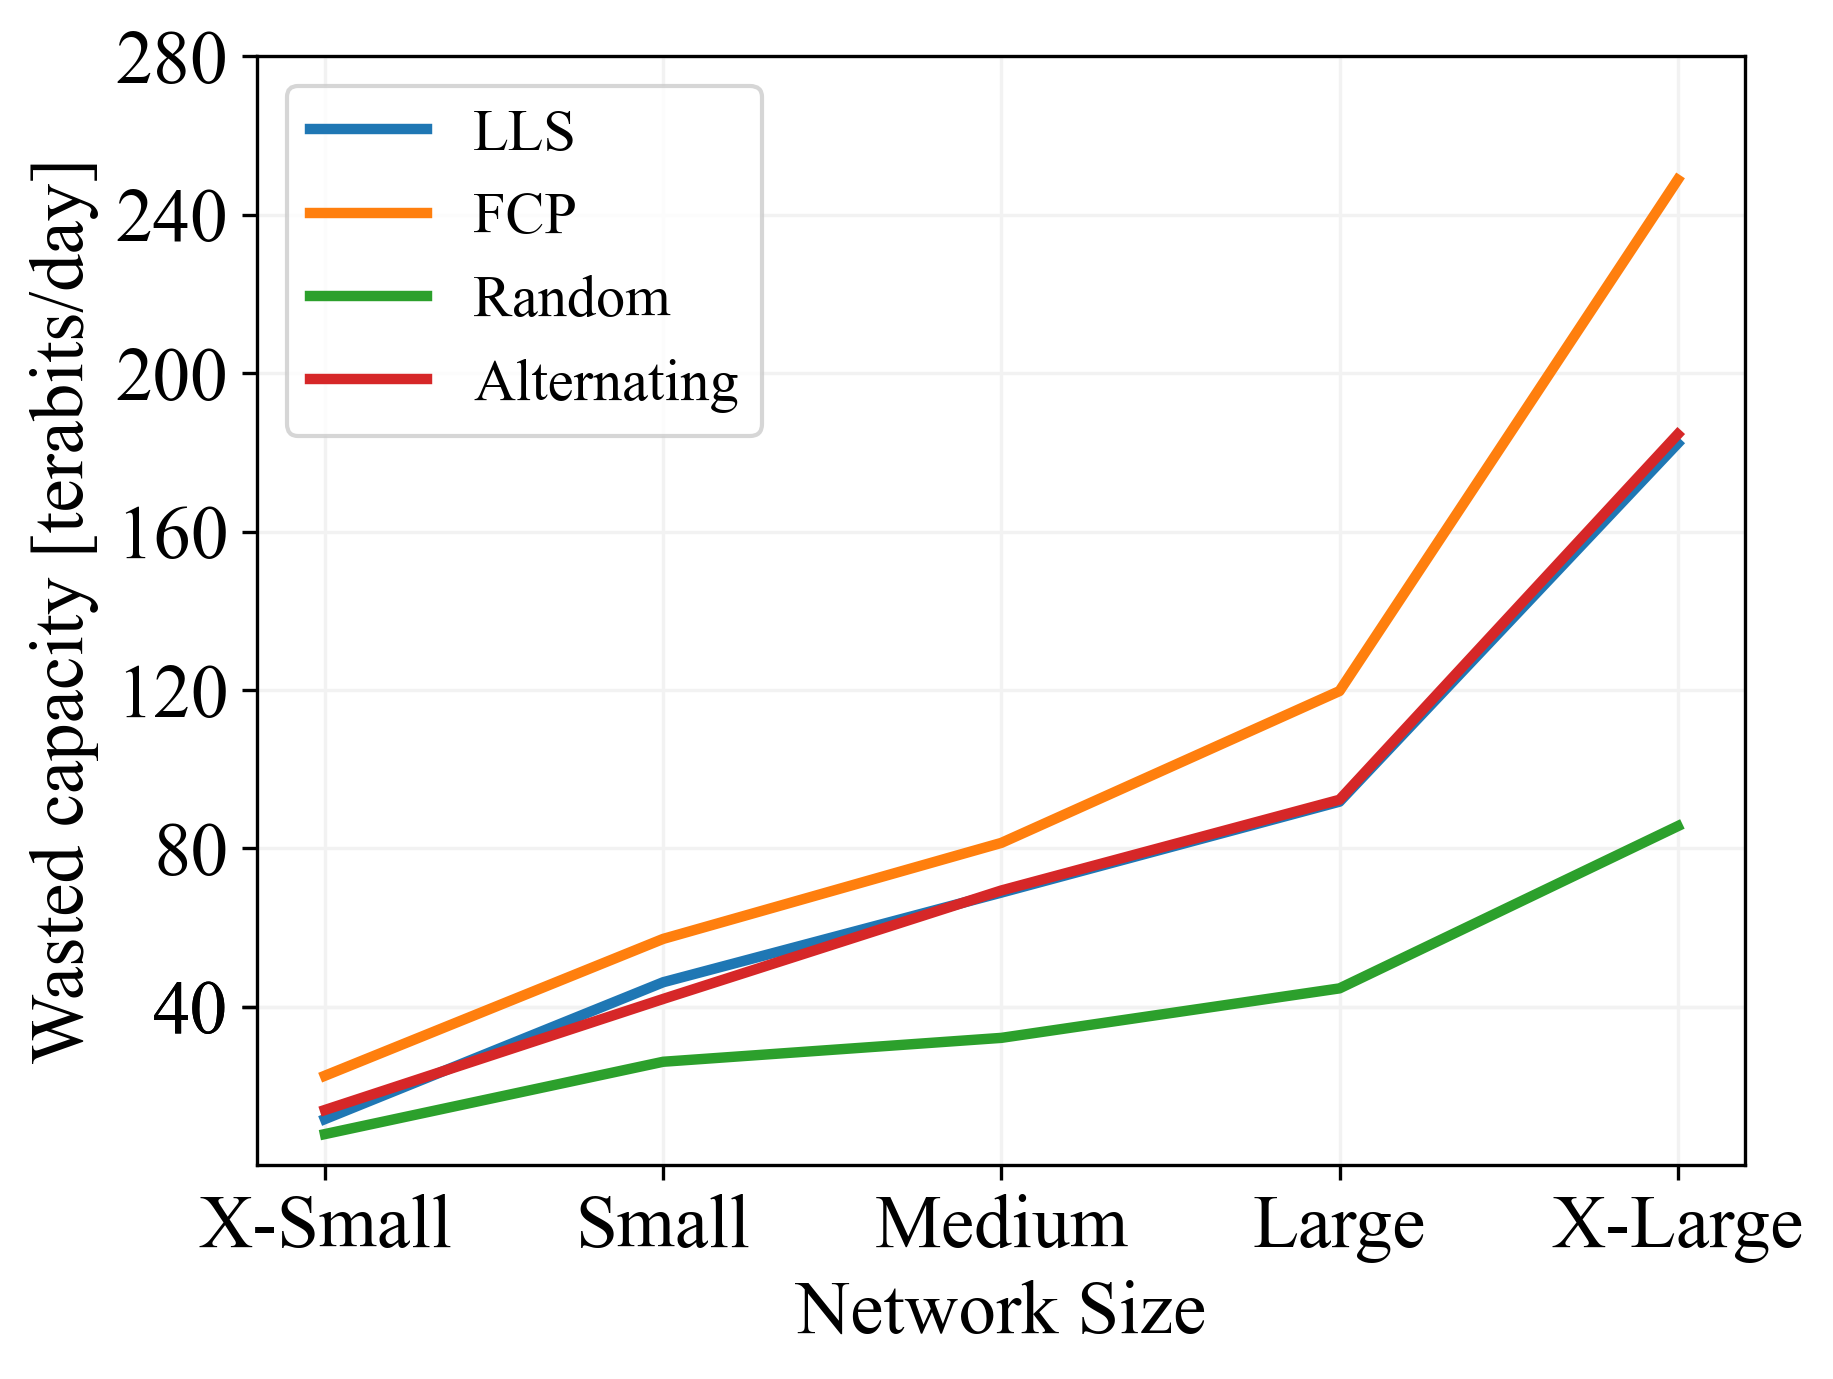 280
240
200
160
120
80
40
Wasted capacity [terabits/day]
LLS
FCP
Random
Alternating
X-Small Small Medium Large X-Large
Network Size